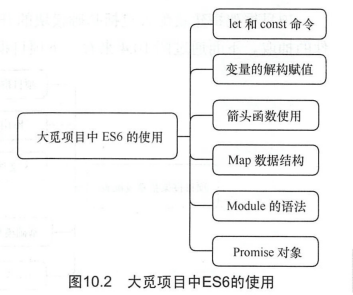 let 和 const 命令
变量的解构赋值
箭头函数使用
大觅项目中 ES6 的使用
Map 数据结构
Module 的语法
Promise 对象
图10.2 大觅项目中ES6的使用